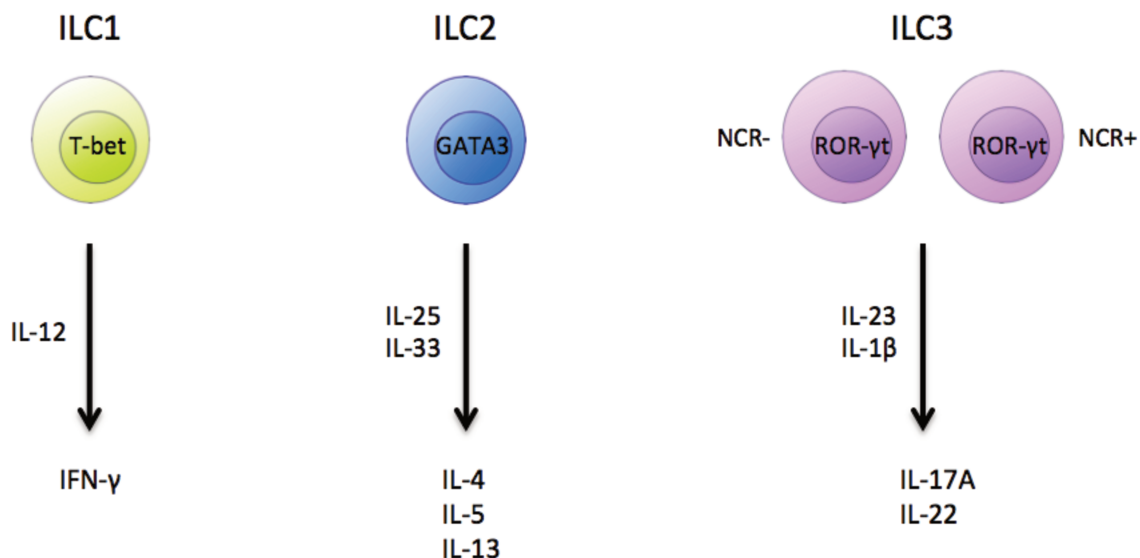 ILC1
ILC2
ILC3
T-bet
GATA3
NCR-
ROR-γt
ROR-γt
NCR+
IL-12
IL-25
IL-33
IL-23
IL-1β
IFN-γ
IL-4
IL-5
IL-13
IL-17A
IL-22